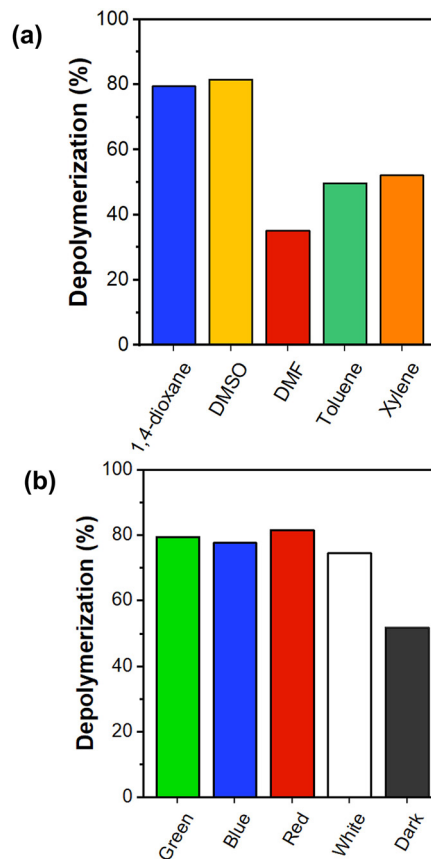 (a)
Depolymerization (%)
100
80
60
40
20
0
1,4-dioxane
DMSO
DMF
Toluene
Xylene
(b)
Depolymerization (%)
100
80
60
40
20
0
Green
Blue
Red
White
Dark